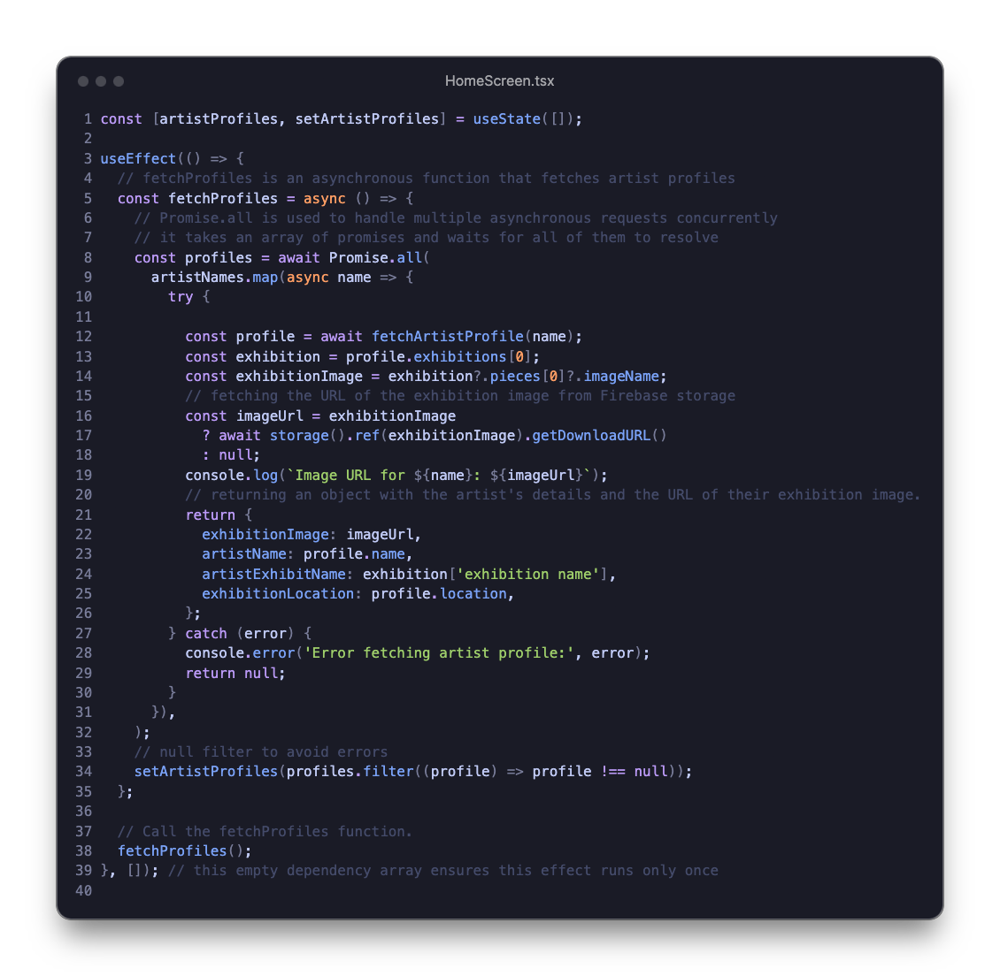 HomeScreen.tsx
1 const [artistProfiles, setArtistProfiles] = useState([]);
2
3 useEffect(() => {
4   // fetchProfiles is an asynchronous function that fetches artist profiles
5   const fetchProfiles = async () => {
6     // Promise.all is used to handle multiple asynchronous requests concurrently
7     // it takes an array of promises and waits for all of them to resolve
8     const profiles = await Promise.all(
9       artistNames.map(async name => {
10         try {
11
12           const profile = await fetchArtistProfile(name);
13           const exhibition = profile.exhibitions[0];
14           const exhibitionImage = exhibition?.pieces[0]?.imageName;
15           // fetching the URL of the exhibition image from Firebase storage
16           const imageUrl = exhibitionImage
17             ? await storage().ref(exhibitionImage).getDownloadURL()
18             : null;
19           console.log(`Image URL for ${name}: ${imageUrl}`);
20           // returning an object with the artist's details and the URL of their exhibition image.
21           return {
22             exhibitionImage: imageUrl,
23             artistName: profile.name,
24             artistExhibitName: exhibition['exhibition name'],
25             exhibitionLocation: profile.location,
26           };
27         } catch (error) {
28           console.error('Error fetching artist profile:', error);
29           return null;
30         }
31       }),
32     );
33     // null filter to avoid errors
34     setArtistProfiles(profiles.filter((profile) => profile !== null));
35   };
36
37   // Call the fetchProfiles function.
38   fetchProfiles();
39 }, []); // this empty dependency array ensures this effect runs only once
40